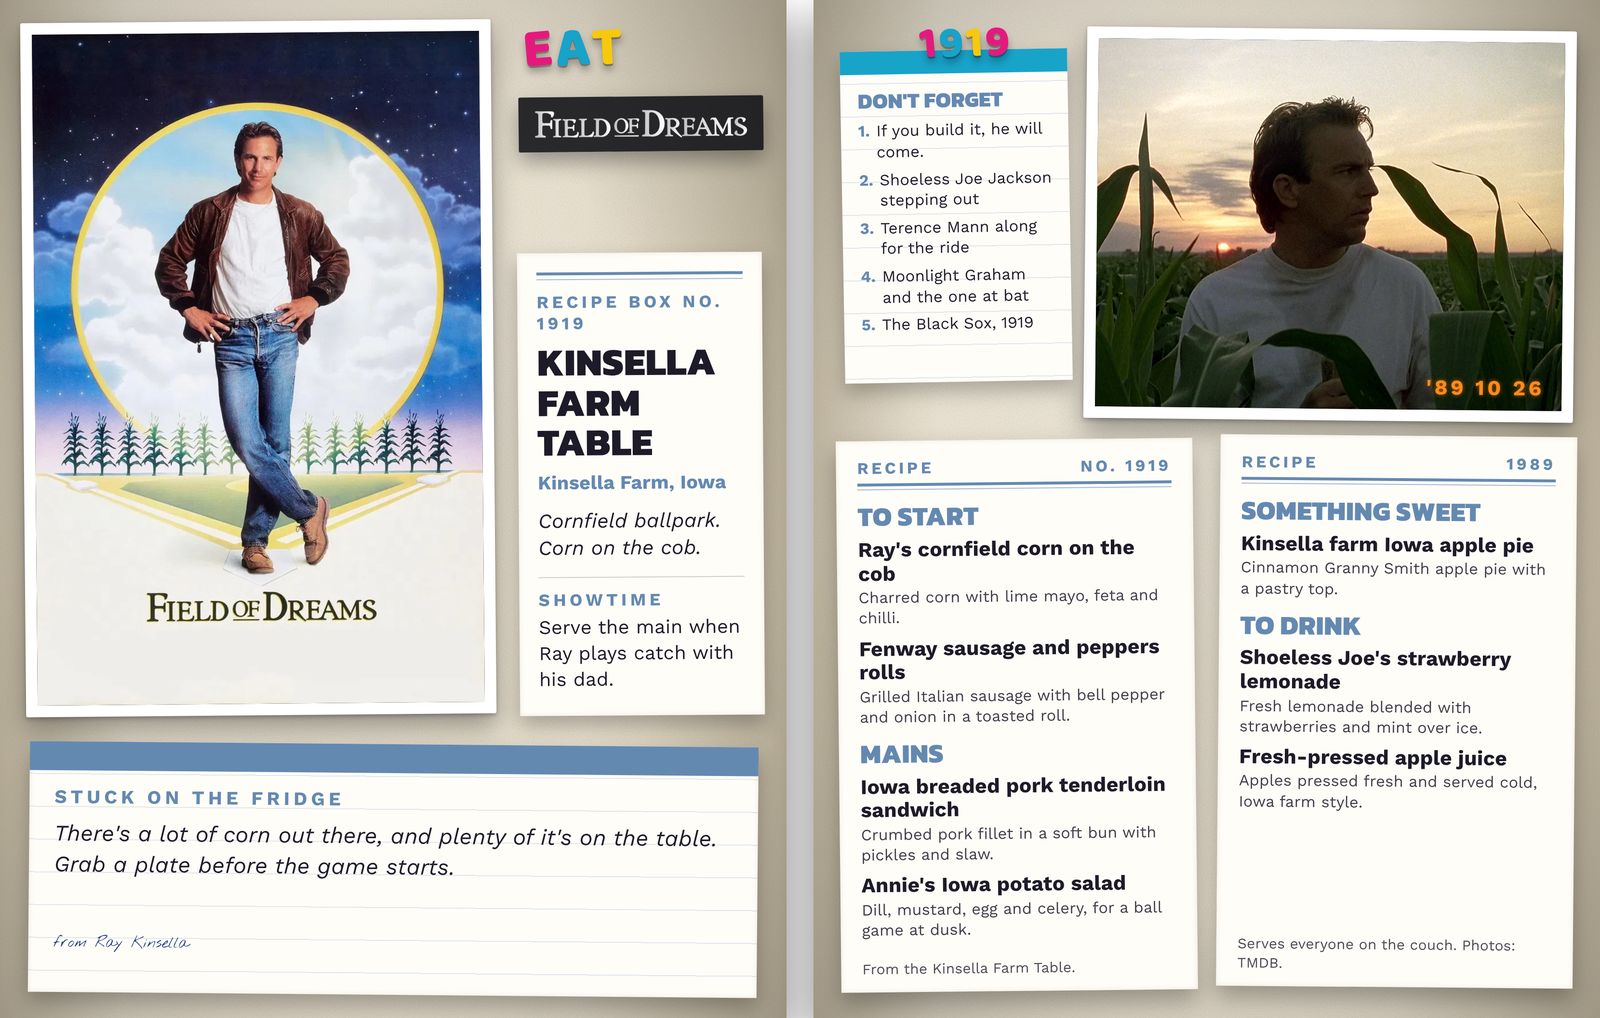 EAT
FIELD OF DREAMS
FIELD OF DREAMS
RECIPE BOX NO.
1919
KINSELLA
FARM
TABLE
Kinsella Farm, Iowa
Cornfield ballpark.
Corn on the cob.
SHOWTIME
Serve the main when
Ray plays catch with
his dad.
STUCK ON THE FRIDGE
There's a lot of corn out there, and plenty of it's on the table.
Grab a plate before the game starts.
from Ray Kinsella
1919
DON'T FORGET
1. If you build it, he will
come.
2. Shoeless Joe Jackson
stepping out
3. Terence Mann along
for the ride
4. Moonlight Graham
and the one at bat
5. The Black Sox, 1919
'89 10 26
RECIPE NO. 1919
TO START
Ray's cornfield corn on the
cob
Charred corn with lime mayo, feta and
chilli.
Fenway sausage and peppers
rolls
Grilled Italian sausage with bell pepper
and onion in a toasted roll.
MAINS
Iowa breaded pork tenderloin
sandwich
Crumbed pork fillet in a soft bun with
pickles and slaw.
Annie's Iowa potato salad
Dill, mustard, egg and celery, for a ball
game at dusk.
From the Kinsella Farm Table.
RECIPE 1989
SOMETHING SWEET
Kinsella farm Iowa apple pie
Cinnamon Granny Smith apple pie with
a pastry top.
TO DRINK
Shoeless Joe's strawberry
lemonade
Fresh lemonade blended with
strawberries and mint over ice.
Fresh-pressed apple juice
Apples pressed fresh and served cold,
Iowa farm style.
Serves everyone on the couch. Photos:
TMDB.